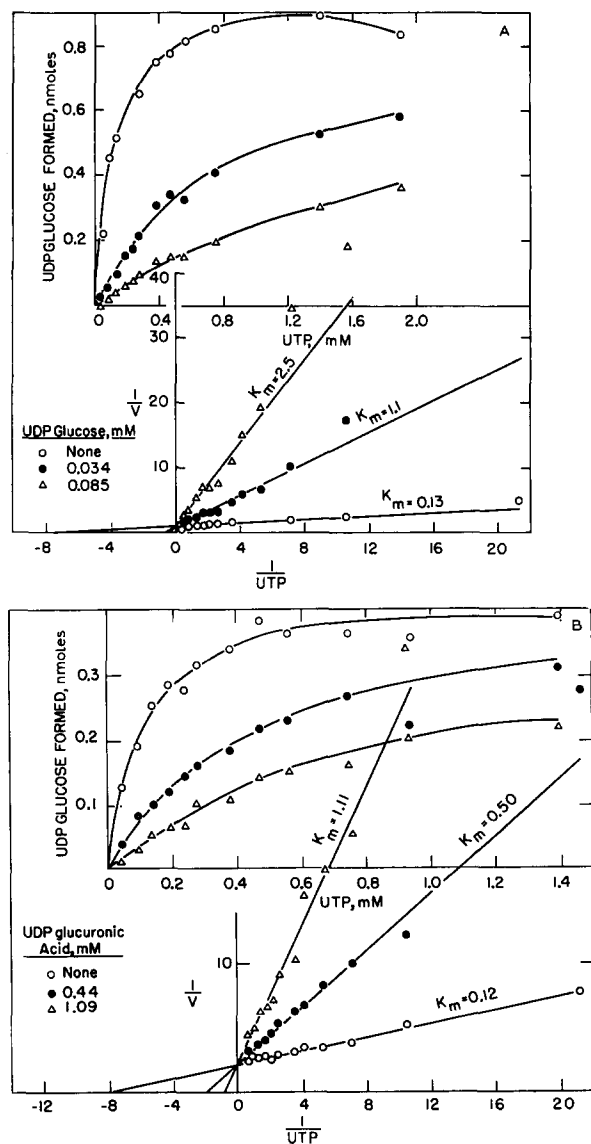 A
UDPGLUCOSE FORMED, nmoles
0.8
0.6
0.4
0.2
0 0.4 0.8 1.2 1.6 2.0
UTP, mM
40
30
20
10
1/V
Km=2.5
Km=1.1
Km=0.13
UDP Glucose, mM
None
0.034
0.085
-8 -4 0 4 8 12 16 20
1/UTP
B
UDP GLUCOSE FORMED, nmoles
0.3
0.2
0.1
0 0.2 0.4 0.6 0.8 1.0 1.2 1.4
UTP, mM
Km=1.11
Km=0.50
Km=0.12
UDP glucuronic
Acid, mM
None
0.44
1.09
10
1/V
-12 -8 -4 0 4 8 12 16 20
1/UTP